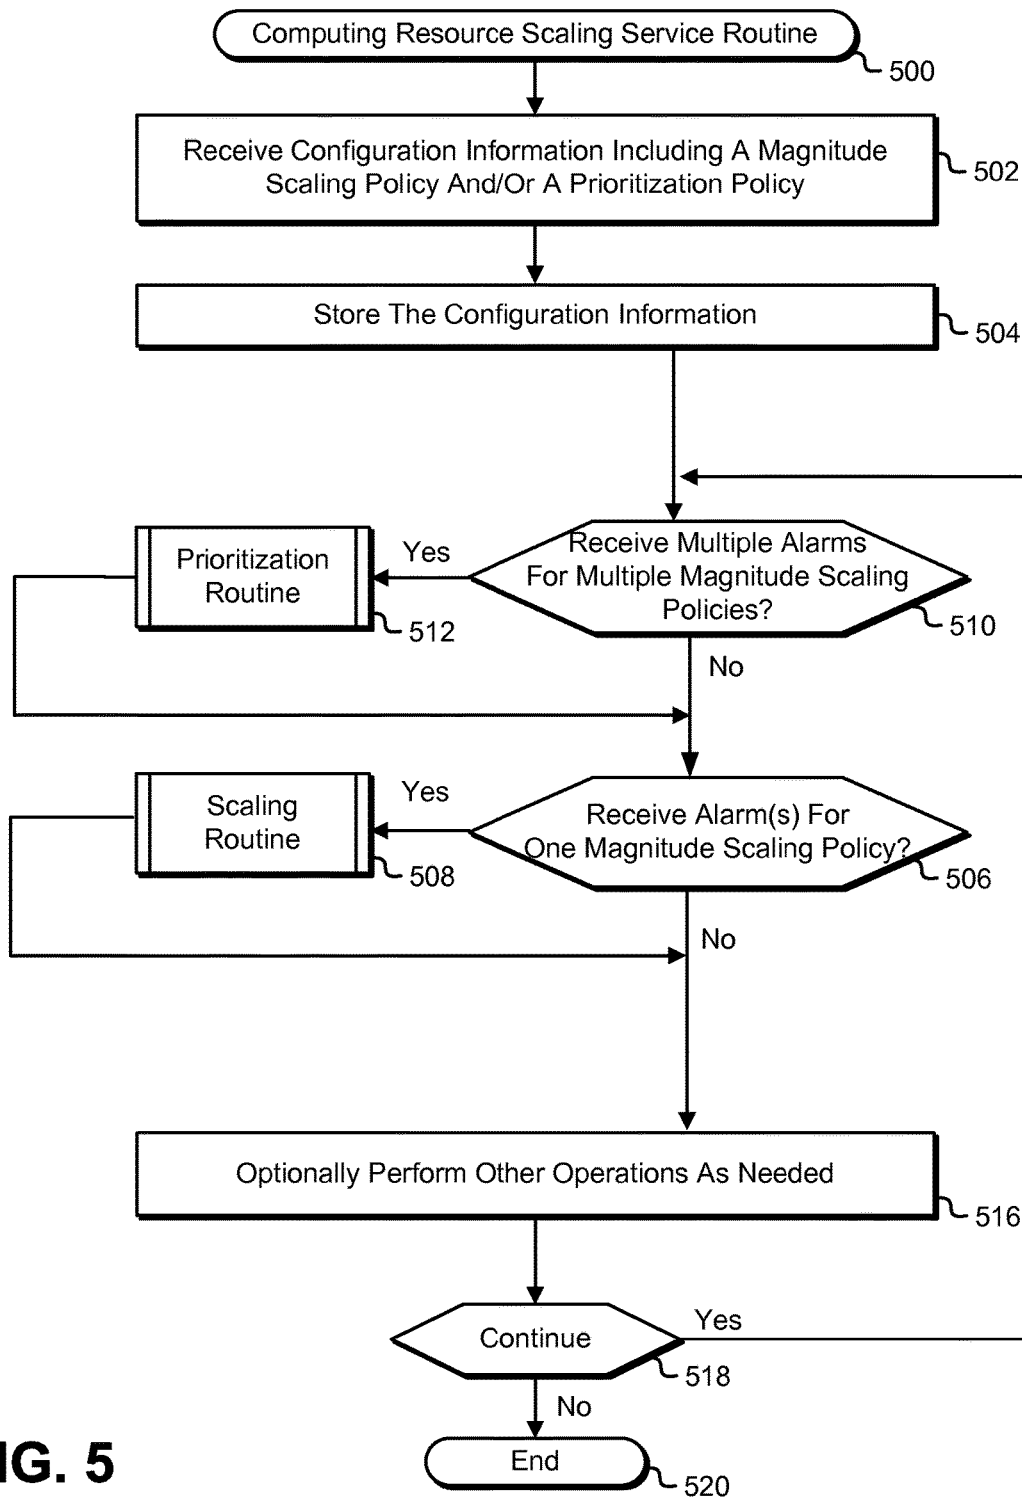 Computing Resource Scaling Service Routine
500
Receive Configuration Information Including A Magnitude
Scaling Policy And/Or A Prioritization Policy
502
Store The Configuration Information
504
Receive Multiple Alarms
For Multiple Magnitude Scaling
Policies?
510
Yes
Prioritization
Routine
512
No
Receive Alarm(s) For
One Magnitude Scaling Policy?
506
Yes
Scaling
Routine
508
No
Optionally Perform Other Operations As Needed
516
Continue
Yes
518
No
End
520
IG. 5